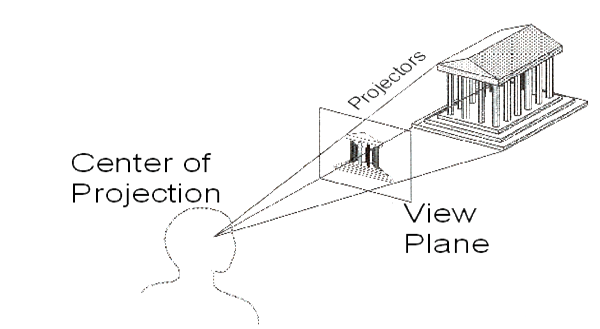 Projectors
Center of
Projection
View
Plane